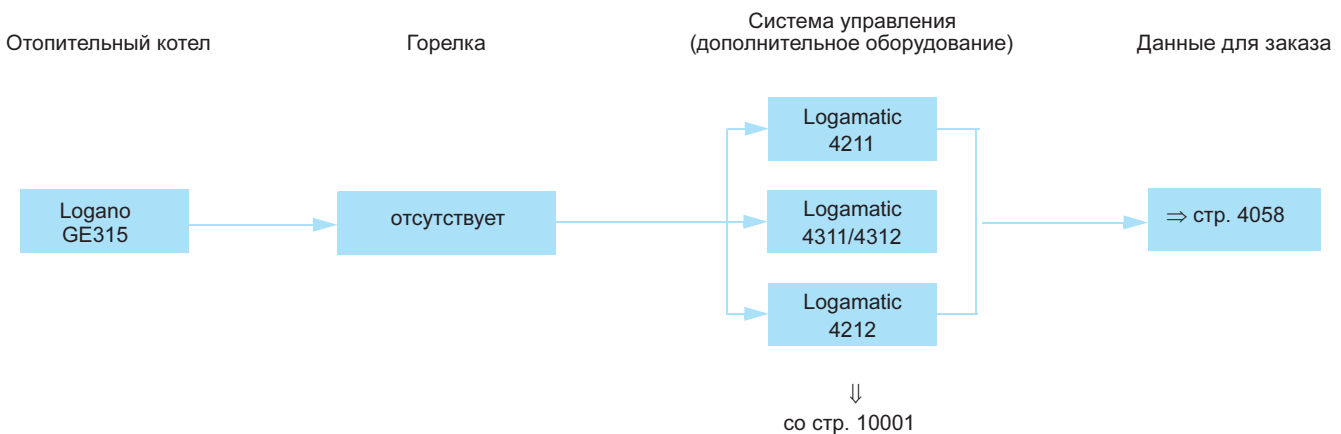 Отопительный котел
Горелка
Система управления
(дополнительное оборудование)
Данные для заказа
Logano
GE315
отсутствует
Logamatic
4211
Logamatic
4311/4312
Logamatic
4212
⇒ стр. 4058
⇓
со стр. 10001